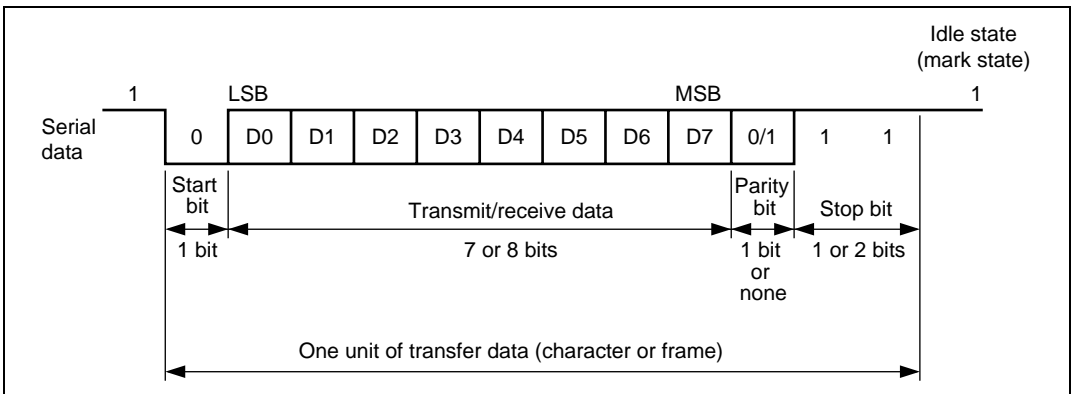 Idle state
(mark state)
1 LSB MSB 1
Serial
data
0 D0 D1 D2 D3 D4 D5 D6 D7 0/1 1 1
Start
bit
Transmit/receive data
Parity
bit
Stop bit
1 bit
7 or 8 bits
1 bit
or
none
1 or 2 bits
One unit of transfer data (character or frame)